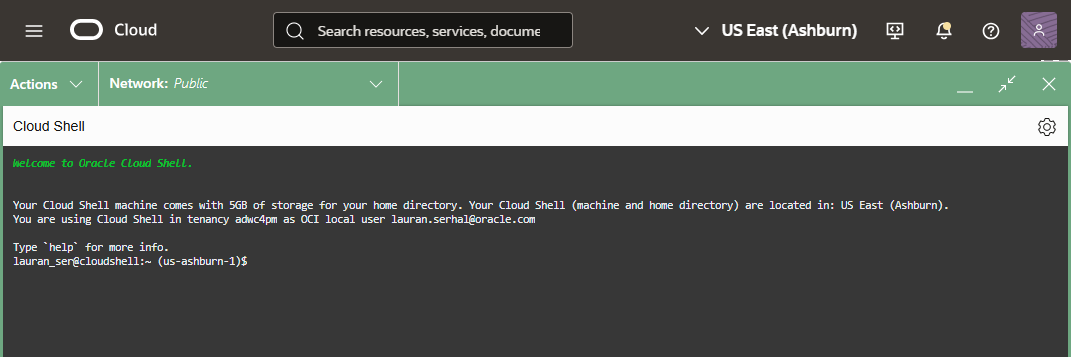 Cloud
Search resources, services, docume
US East (Ashburn)
Actions
Network: Public
Cloud Shell
Welcome to Oracle Cloud Shell.
Your Cloud Shell machine comes with 5GB of storage for your home directory. Your Cloud Shell (machine and home directory) are located in: US East (Ashburn).
You are using Cloud Shell in tenancy adwc4pm as OCI local user lauran.serhal@oracle.com
Type `help` for more info.
lauran_ser@cloudshell:~ (us-ashburn-1)$